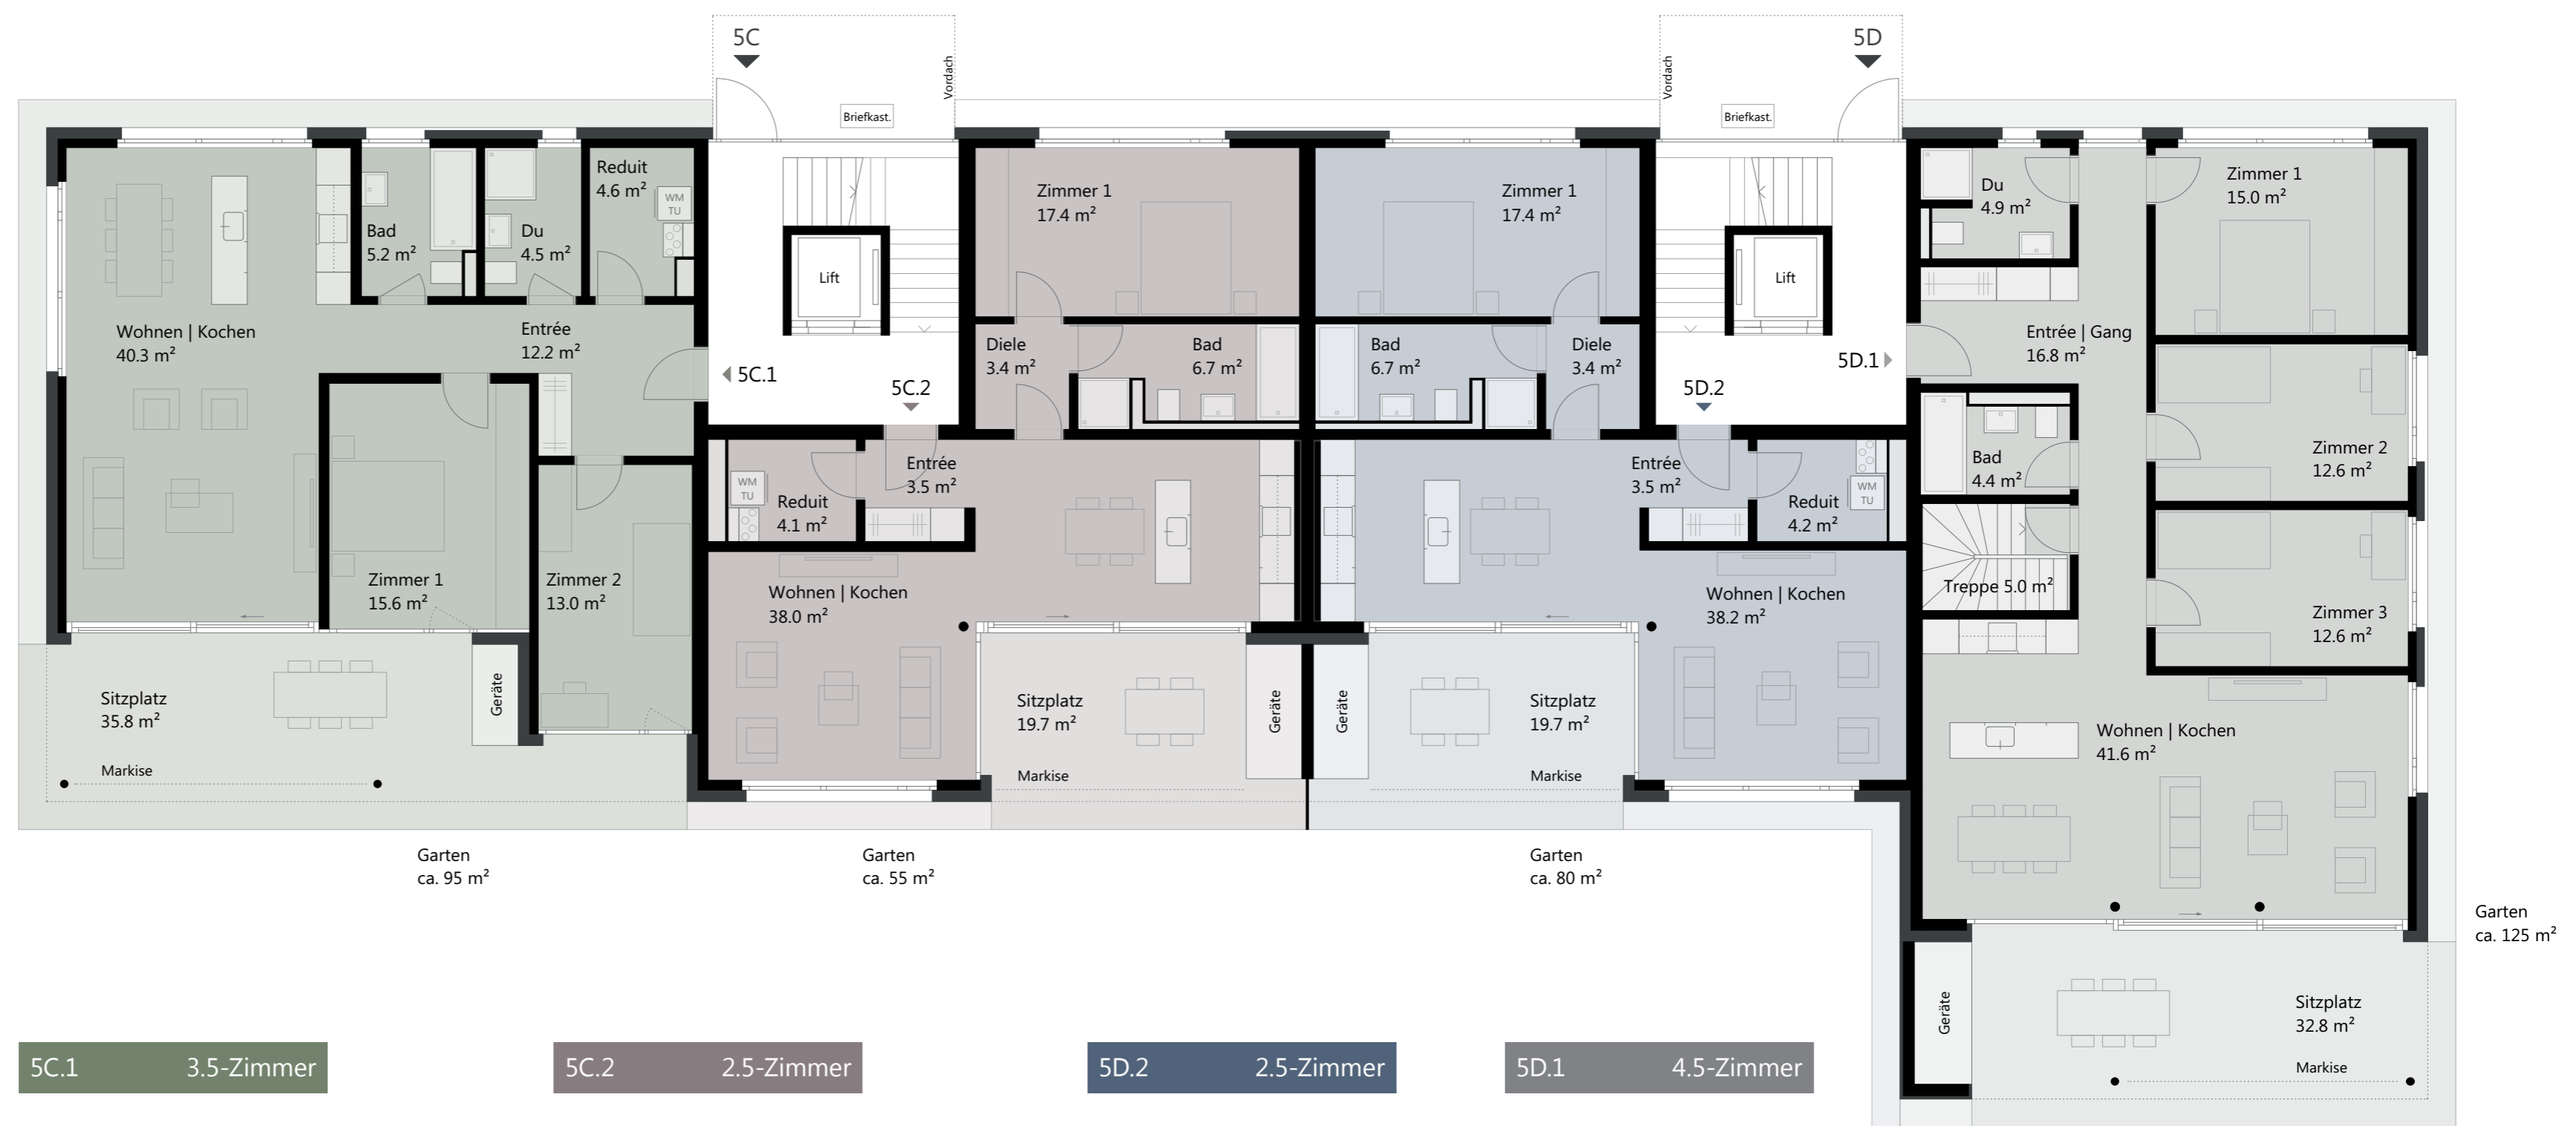 5C
5D
Vordach
Vordach
Briefkast.
Briefkast.
Reduit
4.6 m²
WM
TU
Bad
5.2 m²
Du
4.5 m²
Wohnen | Kochen
40.3 m²
Entrée
12.2 m²
Zimmer 1
15.6 m²
Zimmer 2
13.0 m²
Sitzplatz
35.8 m²
Geräte
Markise
Garten
ca. 95 m²
Lift
5C.1
5C.2
Zimmer 1
17.4 m²
Diele
3.4 m²
Bad
6.7 m²
Entrée
3.5 m²
WM
TU
Reduit
4.1 m²
Wohnen | Kochen
38.0 m²
Sitzplatz
19.7 m²
Geräte
Markise
Garten
ca. 55 m²
Zimmer 1
17.4 m²
Bad
6.7 m²
Diele
3.4 m²
Lift
5D.1
5D.2
Entrée
3.5 m²
Reduit
4.2 m²
WM
TU
Wohnen | Kochen
38.2 m²
Geräte
Sitzplatz
19.7 m²
Markise
Garten
ca. 80 m²
Du
4.9 m²
Zimmer 1
15.0 m²
Entrée | Gang
16.8 m²
Bad
4.4 m²
Zimmer 2
12.6 m²
Treppe 5.0 m²
Zimmer 3
12.6 m²
Wohnen | Kochen
41.6 m²
Garten
ca. 125 m²
Geräte
Sitzplatz
32.8 m²
Markise
5C.1 3.5-Zimmer
5C.2 2.5-Zimmer
5D.2 2.5-Zimmer
5D.1 4.5-Zimmer